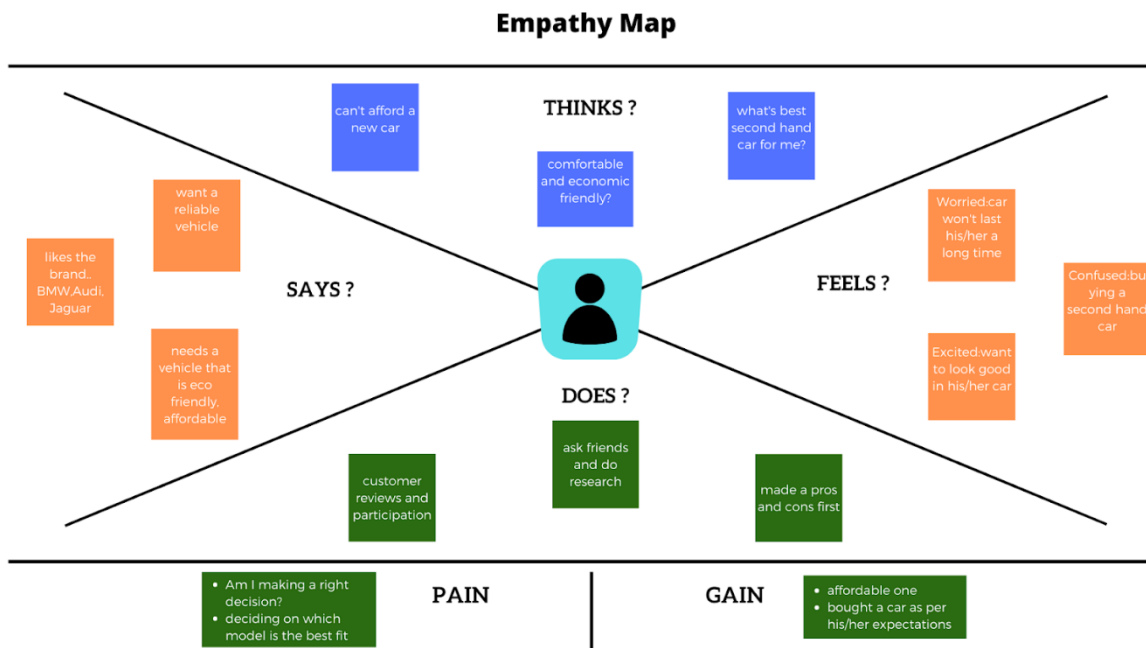 Empathy Map
THINKS ?
can't afford a
new car
comfortable
and economic
friendly?
what's best
second hand
car for me?
SAYS ?
want a
reliable
vehicle
likes the
brand..
BMW,Audi,
Jaguar
needs a
vehicle that
is eco
friendly,
affordable
FEELS ?
Worried:car
won't last
his/her a
long time
Confused:bu
ying a
second hand
car
Excited:want
to look good
in his/her car
DOES ?
customer
reviews and
participation
ask friends
and do
research
made a pros
and cons first
PAIN
• Am I making a right
decision?
• deciding on which
model is the best fit
GAIN
• affordable one
• bought a car as per
his/her expectations